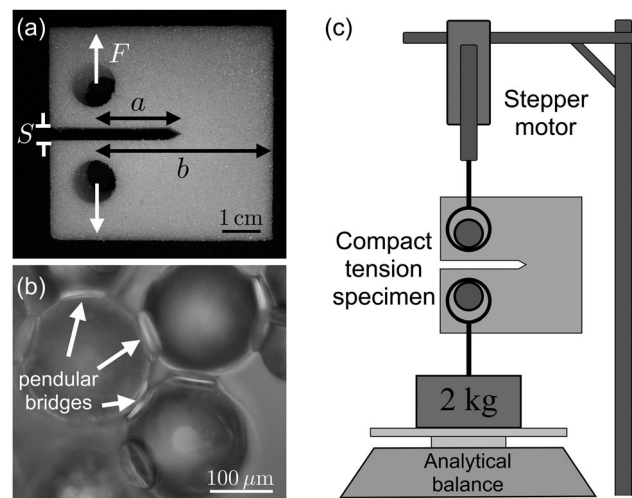 (a)
F
a
S
b
1 cm
(b)
pendular
bridges
100 μm
(c)
Stepper
motor
Compact
tension
specimen
2 kg
Analytical
balance